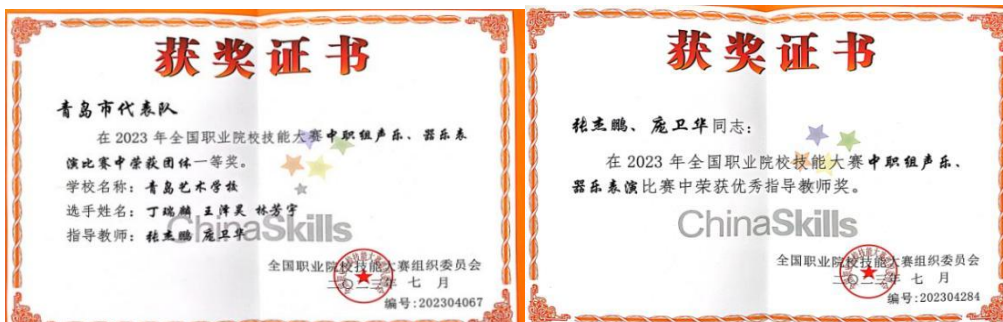 获奖证书
青岛市代表队
在 2023 年全国职业院校技能大赛中职组声乐、器乐表
演比赛中荣获团体一等奖。
学校名称：青岛艺术学校
选手姓名：丁瑞麟 王泽昊 林芳宇
指导教师：张杰鹏 庞卫华
ChinaSkills
全国职业院校技能大赛组织委员会
二〇二三年七月
编号:202304067
获奖证书
张杰鹏、庞卫华同志：
在 2023 年全国职业院校技能大赛中职组声乐、
器乐表演比赛中荣获优秀指导教师奖。
ChinaSkills
全国职业院校技能大赛组织委员会
二〇二三年七月
编号:202304284